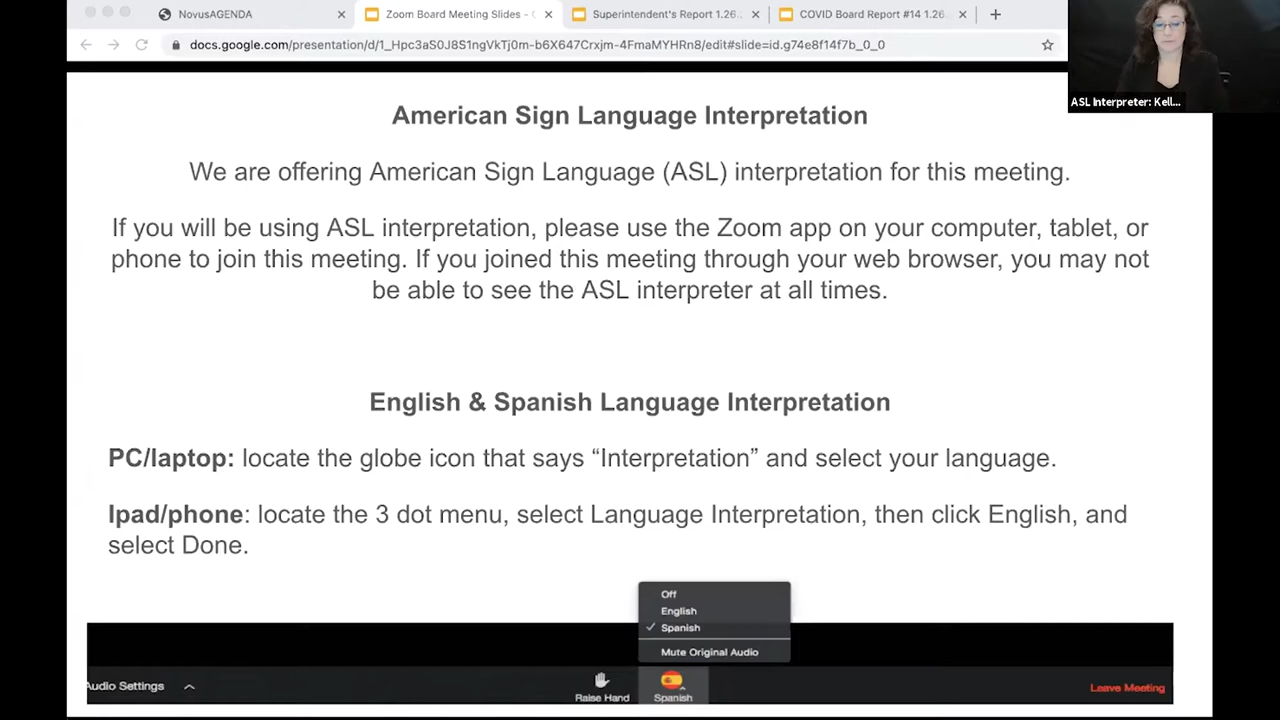 NovusAGENDA
Zoom Board Meeting Slides - G
Superintendent's Report 1.26..
COVID Board Report #14 1.26.
docs.google.com/presentation/d/1_Hpc3aS0J8S1ngVkTj0m-b6X647Crxjm-4FmaMYHRn8/edit#slide=id.g74e8f14f7b_0_0
ASL Interpreter: Kell...
American Sign Language Interpretation
We are offering American Sign Language (ASL) interpretation for this meeting.
If you will be using ASL interpretation, please use the Zoom app on your computer, tablet, or
phone to join this meeting. If you joined this meeting through your web browser, you may not
be able to see the ASL interpreter at all times.
English & Spanish Language Interpretation
PC/laptop: locate the globe icon that says “Interpretation” and select your language.
Ipad/phone: locate the 3 dot menu, select Language Interpretation, then click English, and
select Done.
Off
English
Spanish
Mute Original Audio
Audio Settings
Raise Hand
Spanish
Leave Meeting